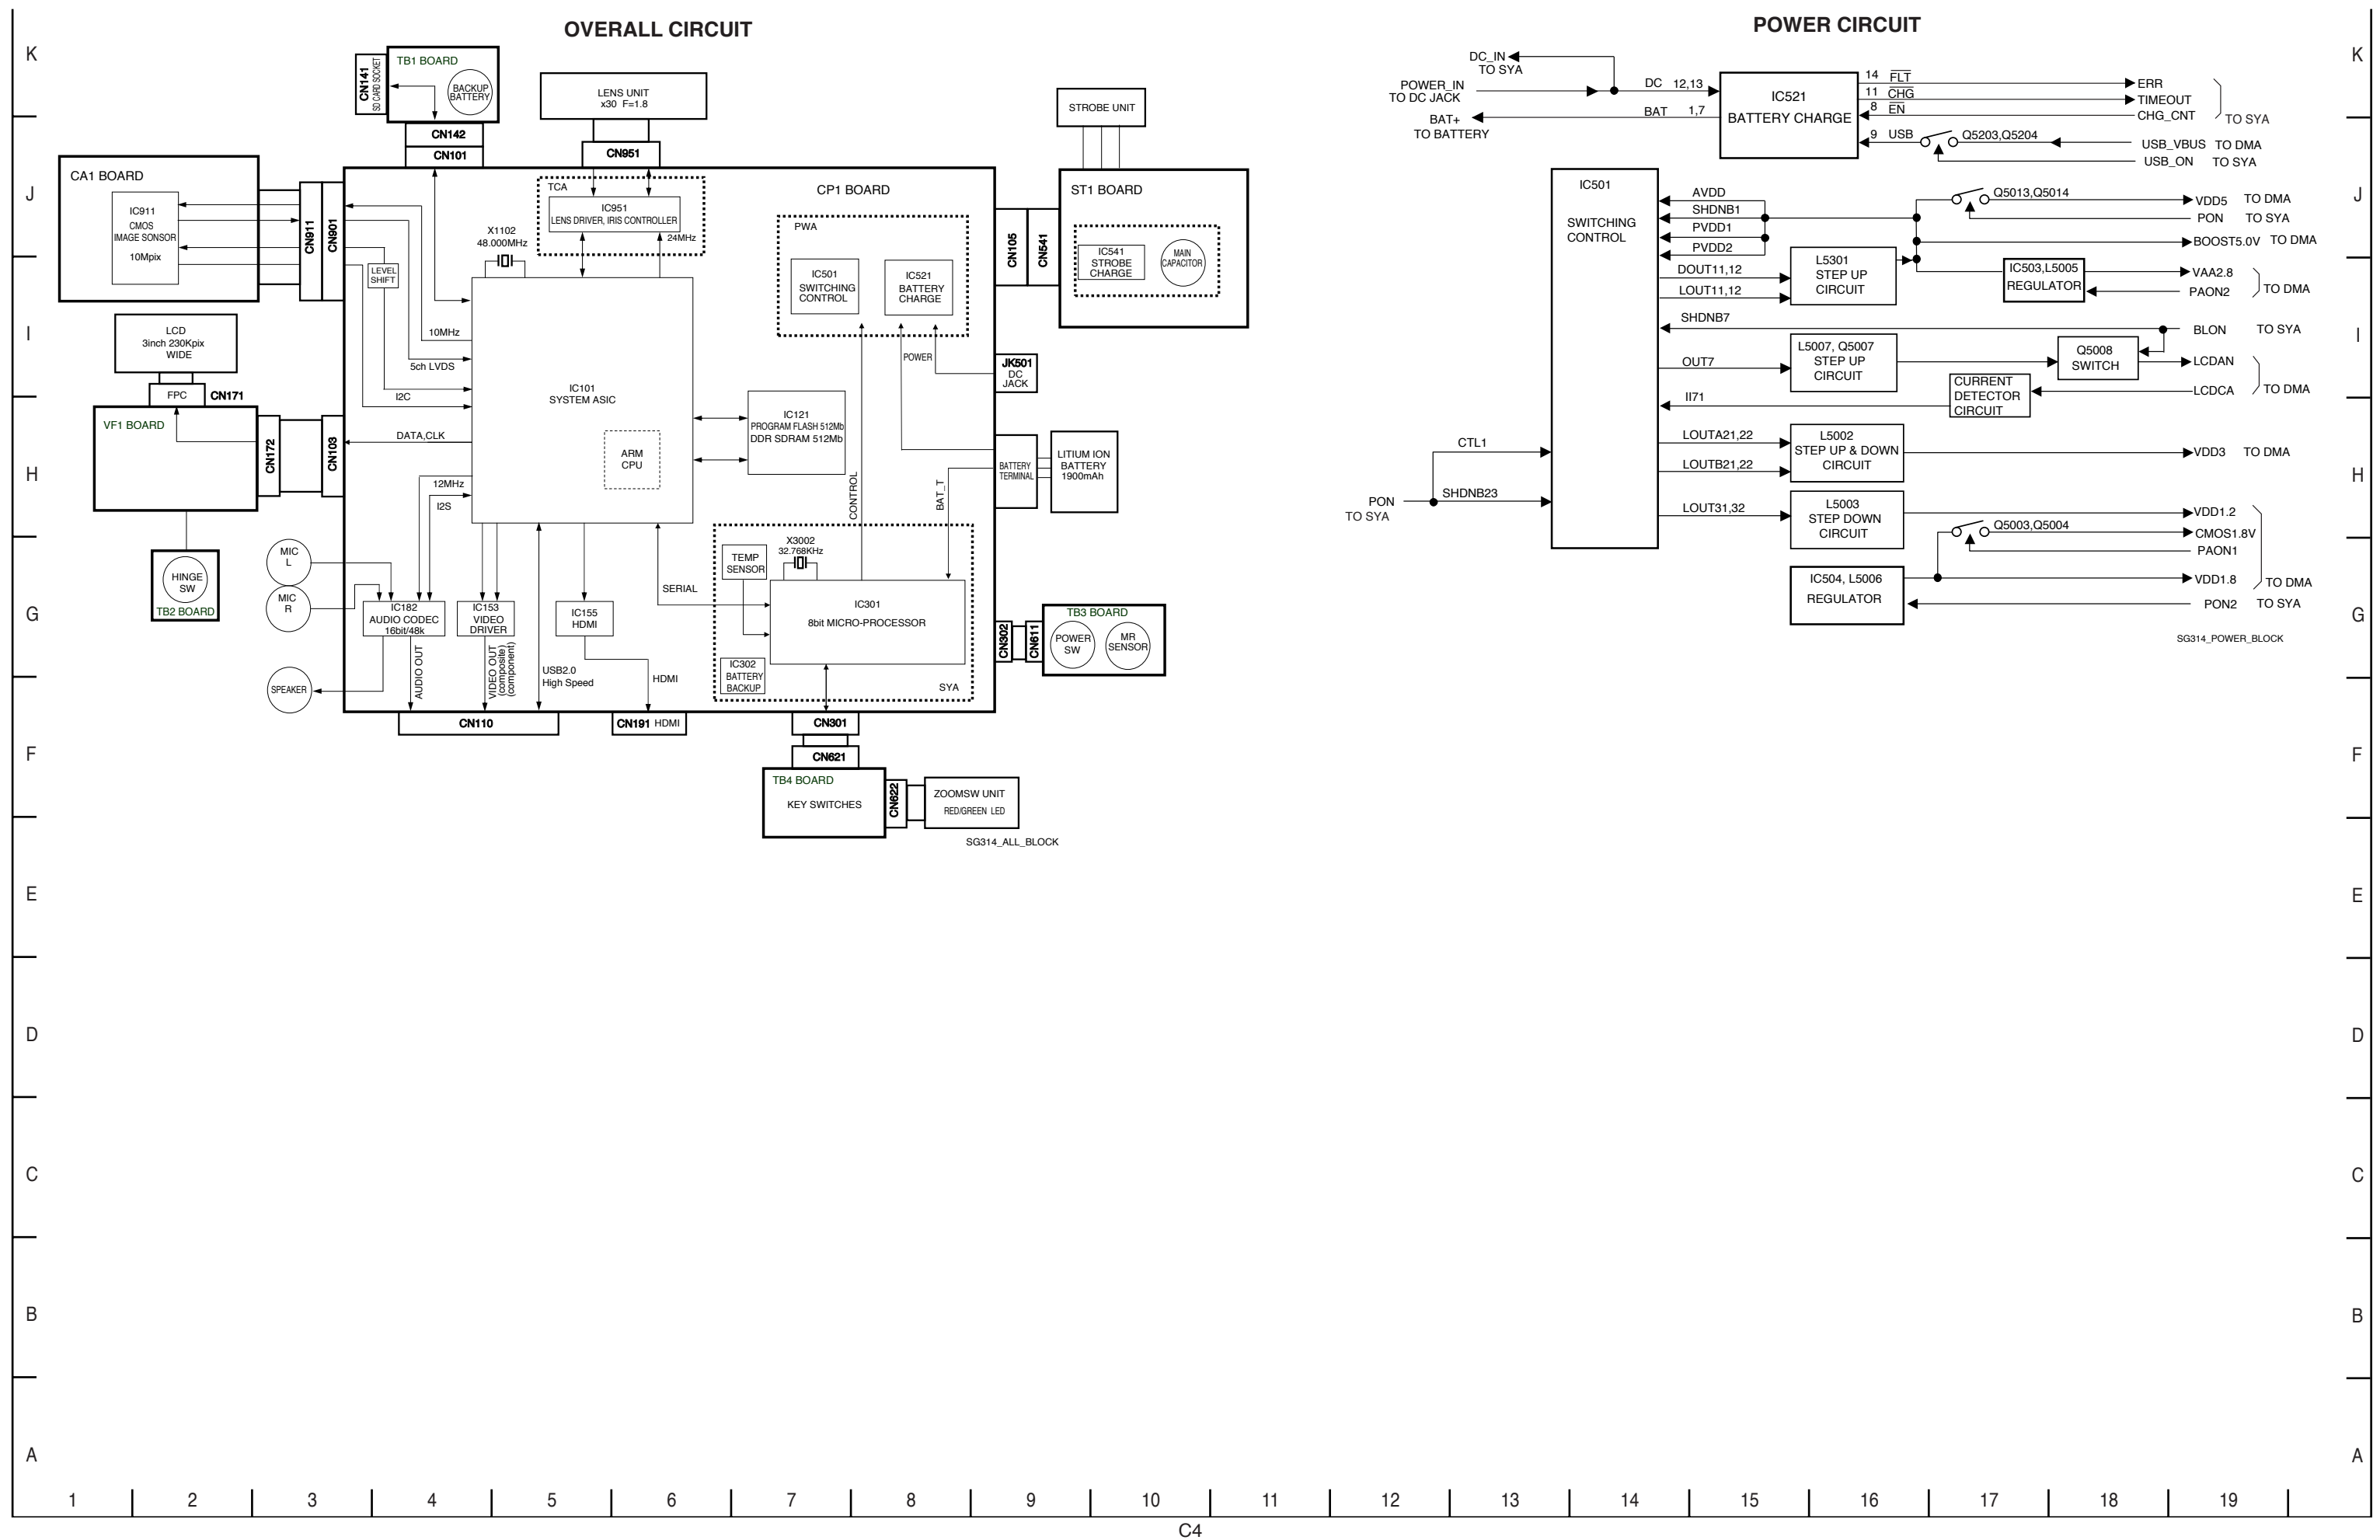 OVERALL CIRCUIT
POWER CIRCUIT
K
K
J
J
I
I
H
H
G
G
F
F
E
E
D
D
C
C
B
B
A
A
CN141
SD CARD SOCKET
TB1 BOARD
BACKUP
BATTERY
CN142
CN101
LENS UNIT
x30 F=1.8
CN951
STROBE UNIT
CA1 BOARD
IC911
CMOS
IMAGE SENSOR
10Mpix
CN911
CN901
TCA
IC951
LENS DRIVER, IRIS CONTROLLER
24MHz
X1102
48.000MHz
CP1 BOARD
PWA
IC501
SWITCHING
CONTROL
IC521
BATTERY
CHARGE
CN105
CN541
ST1 BOARD
IC541
STROBE
CHARGE
MAIN
CAPACITOR
LEVEL
SHIFT
10MHz
5ch LVDS
I2C
LCD
3inch 230Kpix
WIDE
FPC
CN171
VF1 BOARD
CN172
CN103
DATA,CLK
12MHz
I2S
IC101
SYSTEM ASIC
ARM
CPU
IC121
PROGRAM FLASH 512Mb
DDR SDRAM 512Mb
POWER
JK501
DC
JACK
BATTERY
TERMINAL
LITIUM ION
BATTERY
1900mAh
CONTROL
BAT_T
HINGE
SW
TB2 BOARD
MIC
L
MIC
R
SPEAKER
IC182
AUDIO CODEC
16bit/48k
IC153
VIDEO
DRIVER
IC155
HDMI
AUDIO OUT
VIDEO OUT
(composite)
(component)
USB2.0
High Speed
HDMI
SERIAL
TEMP
SENSOR
X3002
32.768KHz
IC301
8bit MICRO-PROCESSOR
IC302
BATTERY
BACKUP
SYA
CN302
CN611
TB3 BOARD
POWER
SW
MR
SENSOR
CN110
CN191 HDMI
CN301
CN621
TB4 BOARD
KEY SWITCHES
CN622
ZOOMSW UNIT
RED/GREEN LED
SG314_ALL_BLOCK
DC_IN
TO SYA
POWER_IN
TO DC JACK
BAT+
TO BATTERY
DC 12,13
BAT 1,7
IC521
BATTERY CHARGE
14 FLT
11 CHG
8 EN
9 USB
Q5203,Q5204
ERR
TIMEOUT
CHG_CNT
TO SYA
USB_VBUS TO DMA
USB_ON TO SYA
IC501
SWITCHING
CONTROL
AVDD
SHDNB1
PVDD1
PVDD2
DOUT11,12
LOUT11,12
L5301
STEP UP
CIRCUIT
Q5013,Q5014
VDD5 TO DMA
PON TO SYA
BOOST5.0V TO DMA
IC503,L5005
REGULATOR
VAA2.8
PAON2
TO DMA
SHDNB7
BLON TO SYA
OUT7
L5007, Q5007
STEP UP
CIRCUIT
Q5008
SWITCH
LCDAN
LCDCA
TO DMA
II71
CURRENT
DETECTOR
CIRCUIT
CTL1
PON
TO SYA
SHDNB23
LOUTA21,22
LOUTB21,22
L5002
STEP UP & DOWN
CIRCUIT
VDD3 TO DMA
LOUT31,32
L5003
STEP DOWN
CIRCUIT
VDD1.2
Q5003,Q5004
CMOS1.8V
PAON1
IC504, L5006
REGULATOR
VDD1.8
TO DMA
PON2 TO SYA
SG314_POWER_BLOCK
1 2 3 4 5 6 7 8 9 10 11 12 13 14 15 16 17 18 19
C4